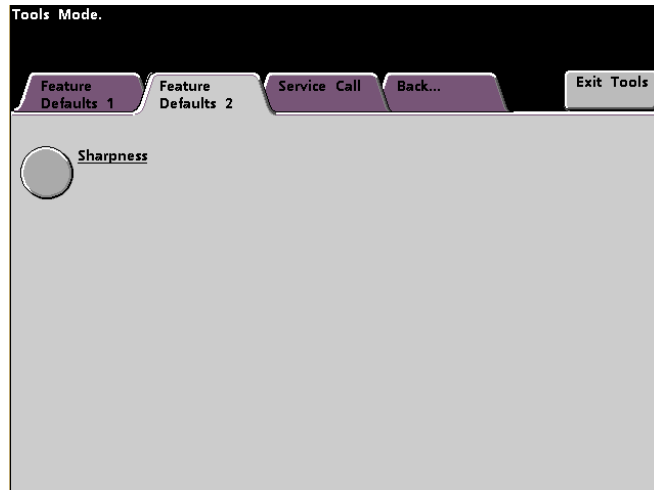 Tools Mode.
Feature
Defaults 1
Feature
Defaults 2
Service Call
Back...
Exit Tools
Sharpness